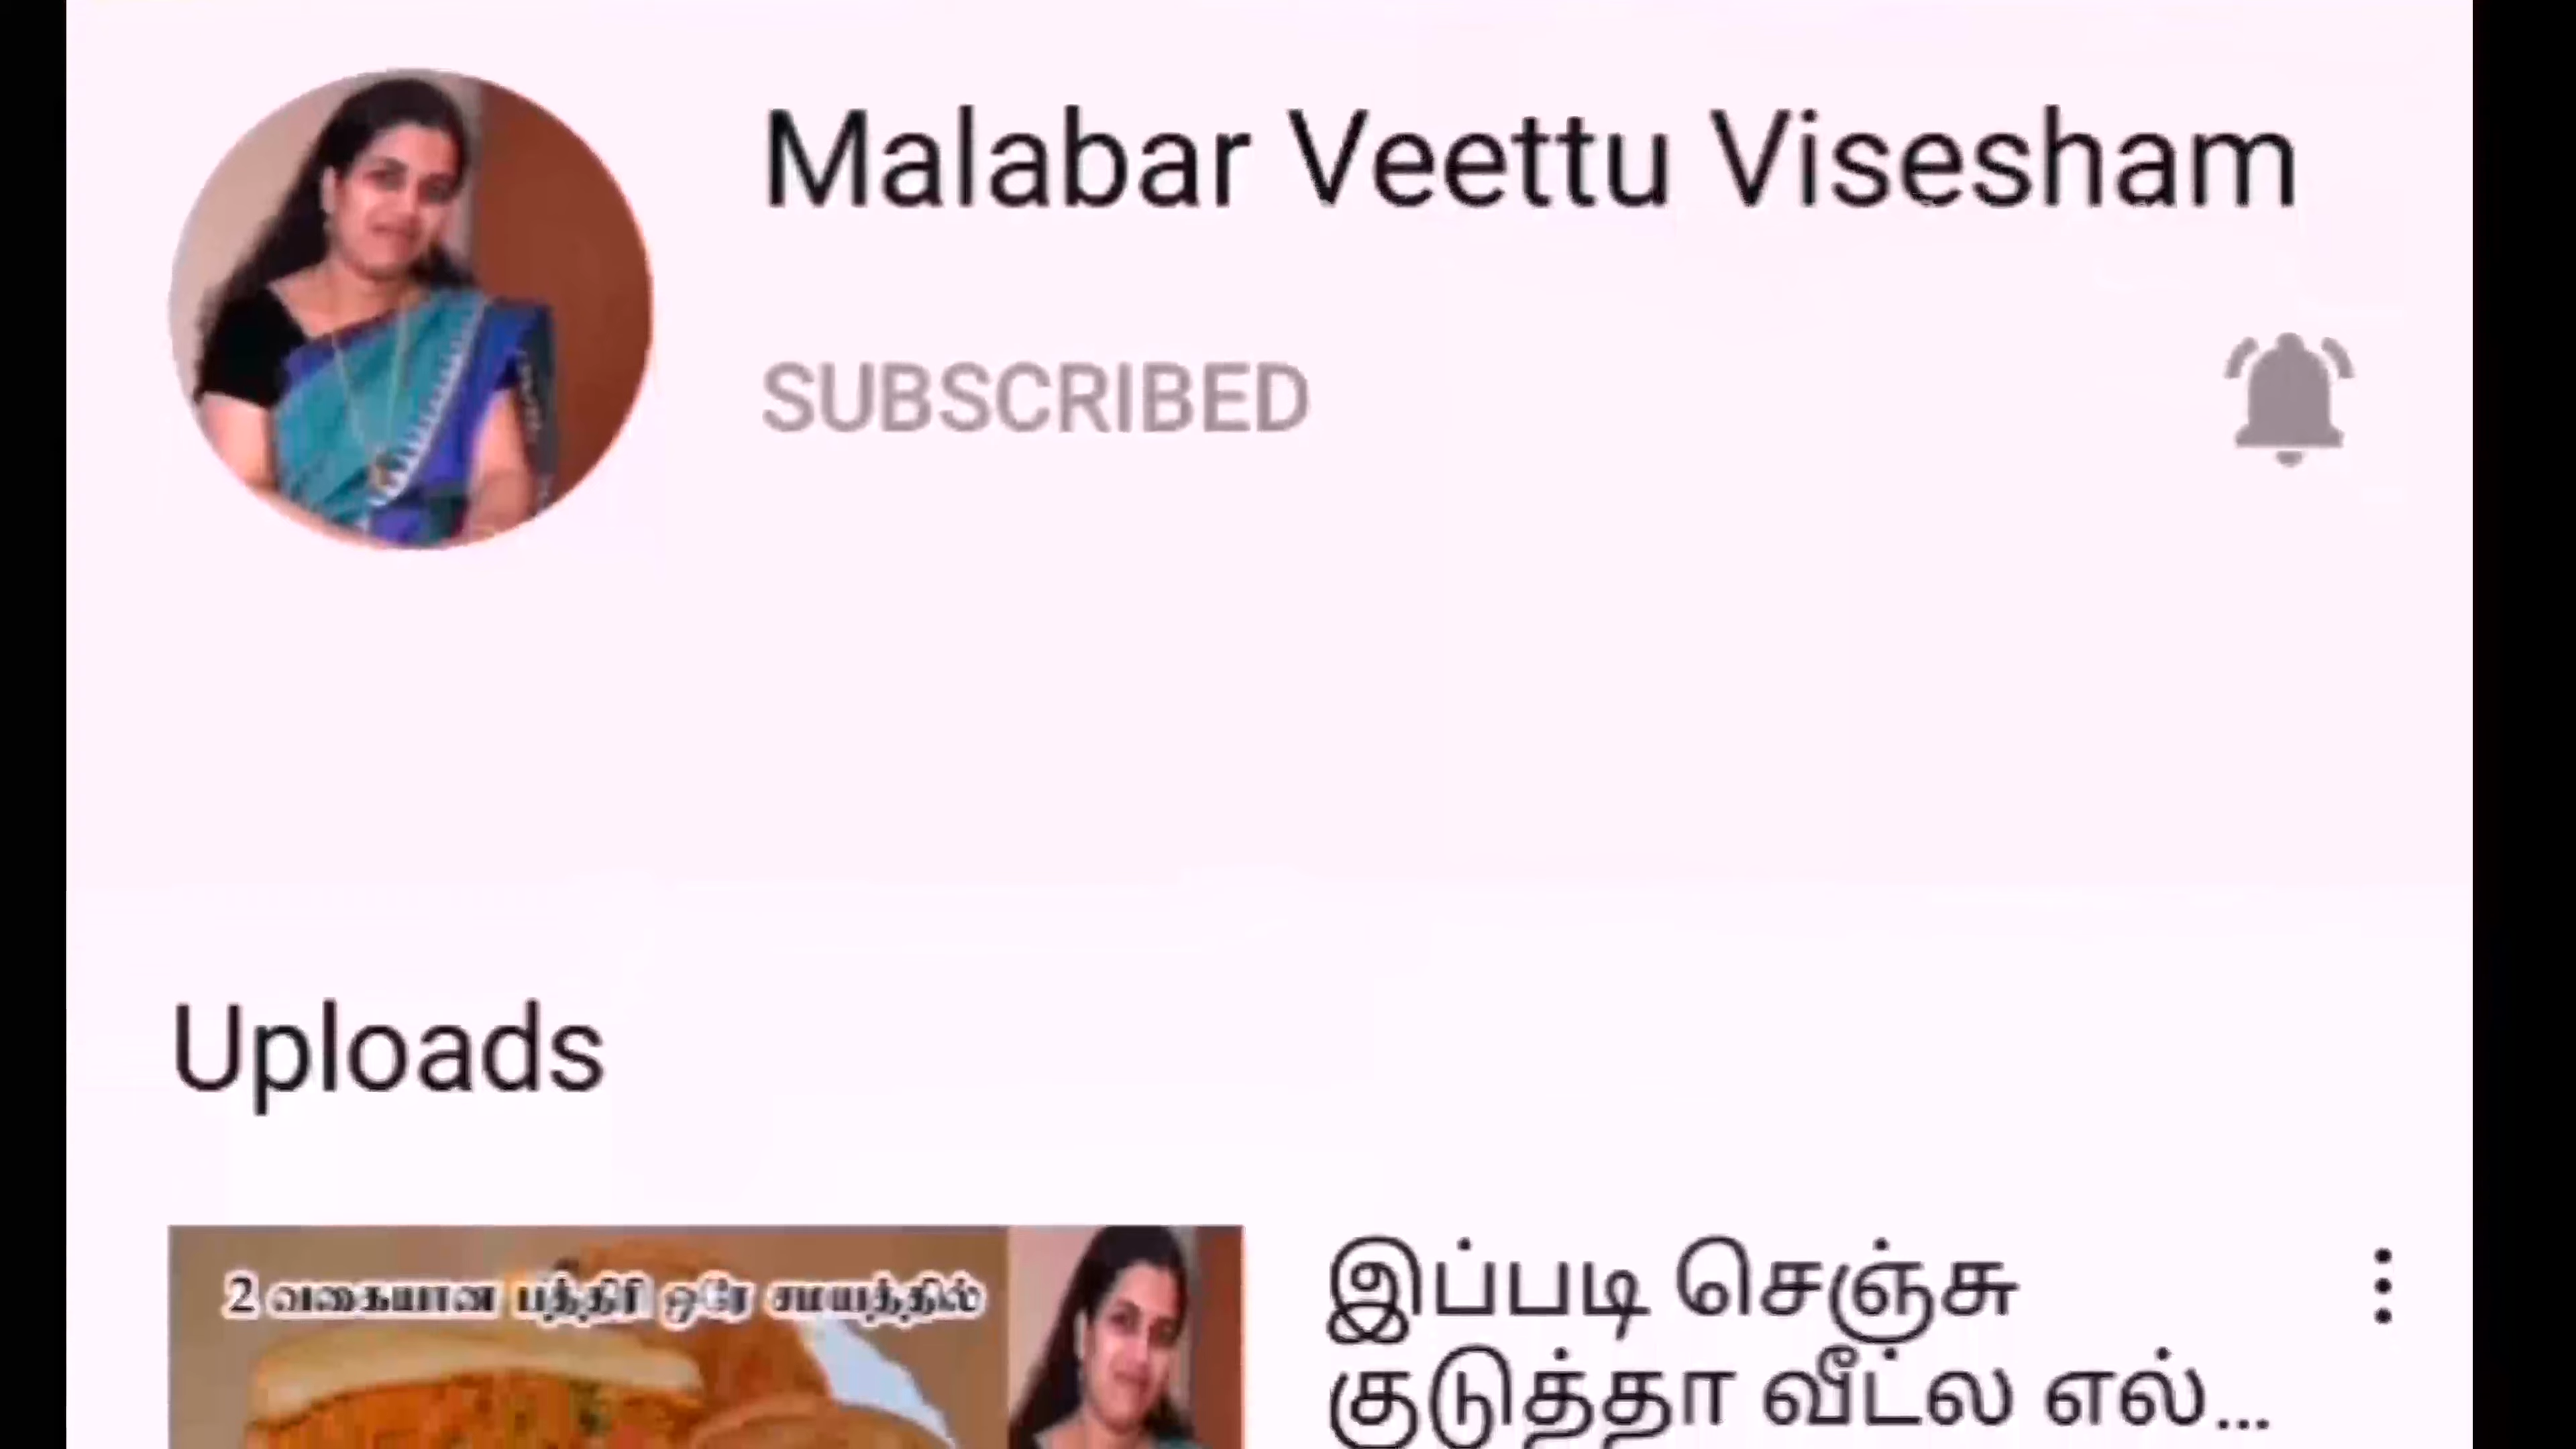 Malabar Veettu Visesham
SUBSCRIBED
Uploads
2 வகையான பத்திரி ஒரே சமயத்தில்
இப்படி செஞ்சு
குடுத்தா வீட்ல எல்...